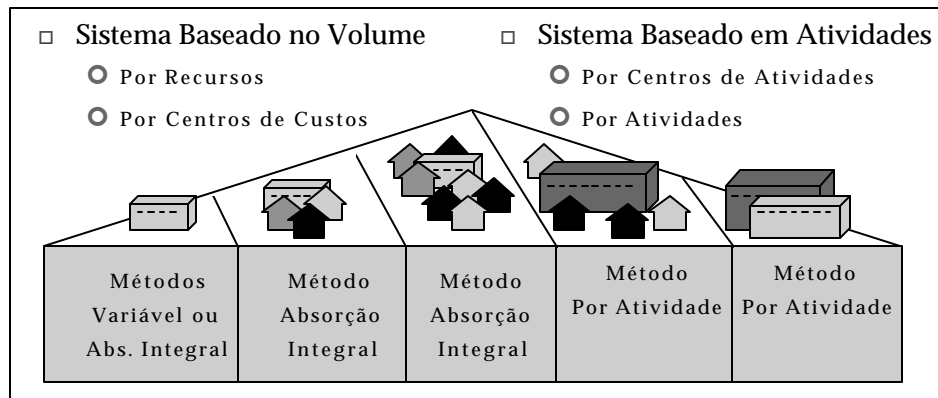 Sistema Baseado no Volume
Por Recursos
Por Centros de Custos
Sistema Baseado em Atividades
Por Centros de Atividades
Por Atividades
Métodos
Variável ou
Abs. Integral
Método
Absorção
Integral
Método
Absorção
Integral
Método
Por Atividade
Método
Por Atividade